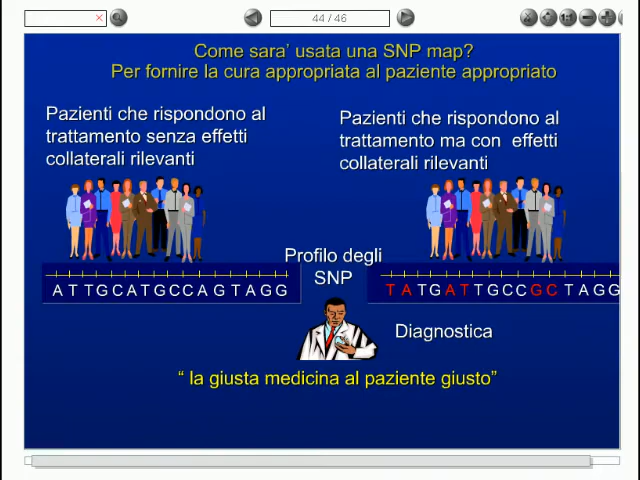 44 / 46
Come sara' usata una SNP map?
Per fornire la cura appropriata al paziente appropriato
Pazienti che rispondono al
trattamento senza effetti
collaterali rilevanti
Pazienti che rispondono al
trattamento ma con effetti
collaterali rilevanti
Profilo degli
SNP
ATTGCATGCCAGTAGG
TATGATTGCCGCTAGG
Diagnostica
“ la giusta medicina al paziente giusto”